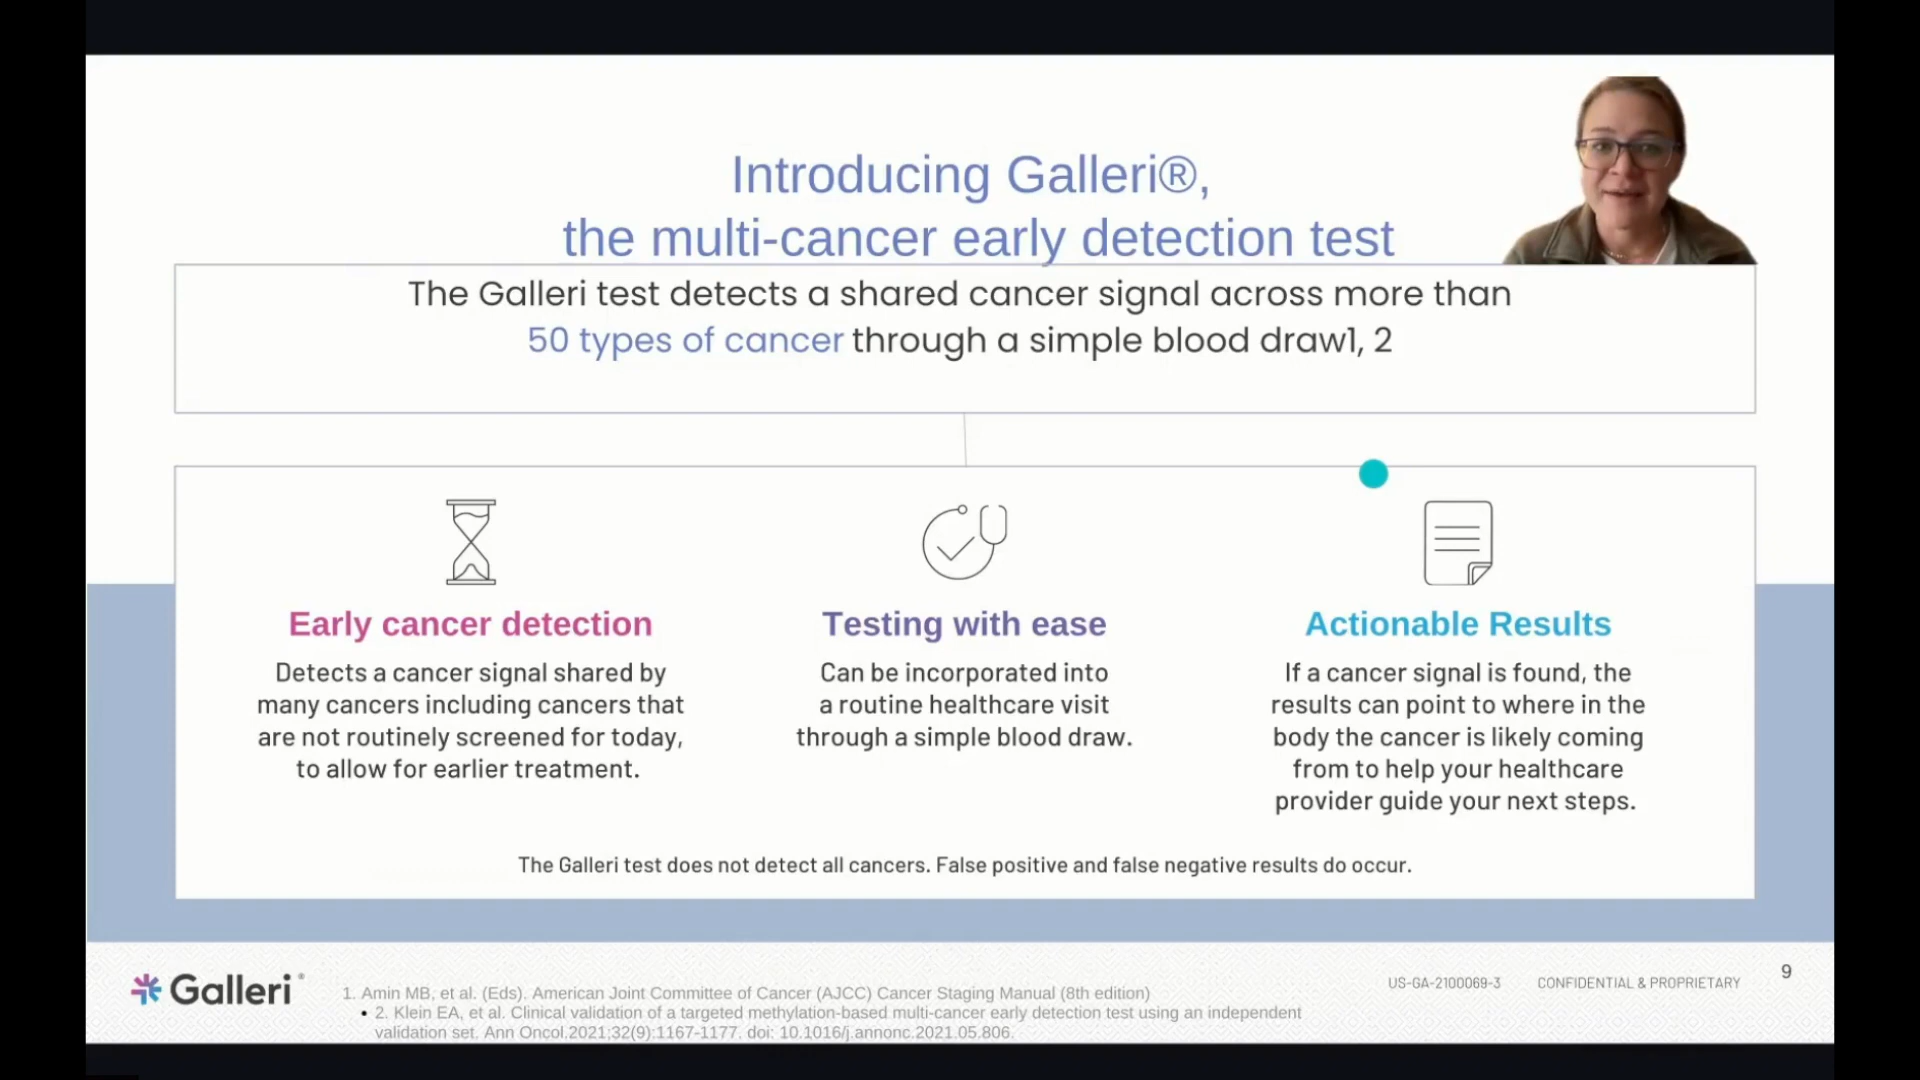 Introducing Galleri®,
the multi-cancer early detection test
The Galleri test detects a shared cancer signal across more than
50 types of cancer through a simple blood draw1, 2
Early cancer detection
Detects a cancer signal shared by
many cancers including cancers that
are not routinely screened for today,
to allow for earlier treatment.
Testing with ease
Can be incorporated into
a routine healthcare visit
through a simple blood draw.
Actionable Results
If a cancer signal is found, the
results can point to where in the
body the cancer is likely coming
from to help your healthcare
provider guide your next steps.
The Galleri test does not detect all cancers. False positive and false negative results do occur.
Galleri®
1. Amin MB, et al. (Eds). American Joint Committee of Cancer (AJCC) Cancer Staging Manual (8th edition)
• 2. Klein EA, et al. Clinical validation of a targeted methylation-based multi-cancer early detection test using an independent
validation set. Ann Oncol.2021;32(9):1167-1177. doi: 10.1016/j.annonc.2021.05.806.
US-GA-2100069-3 CONFIDENTIAL & PROPRIETARY
9